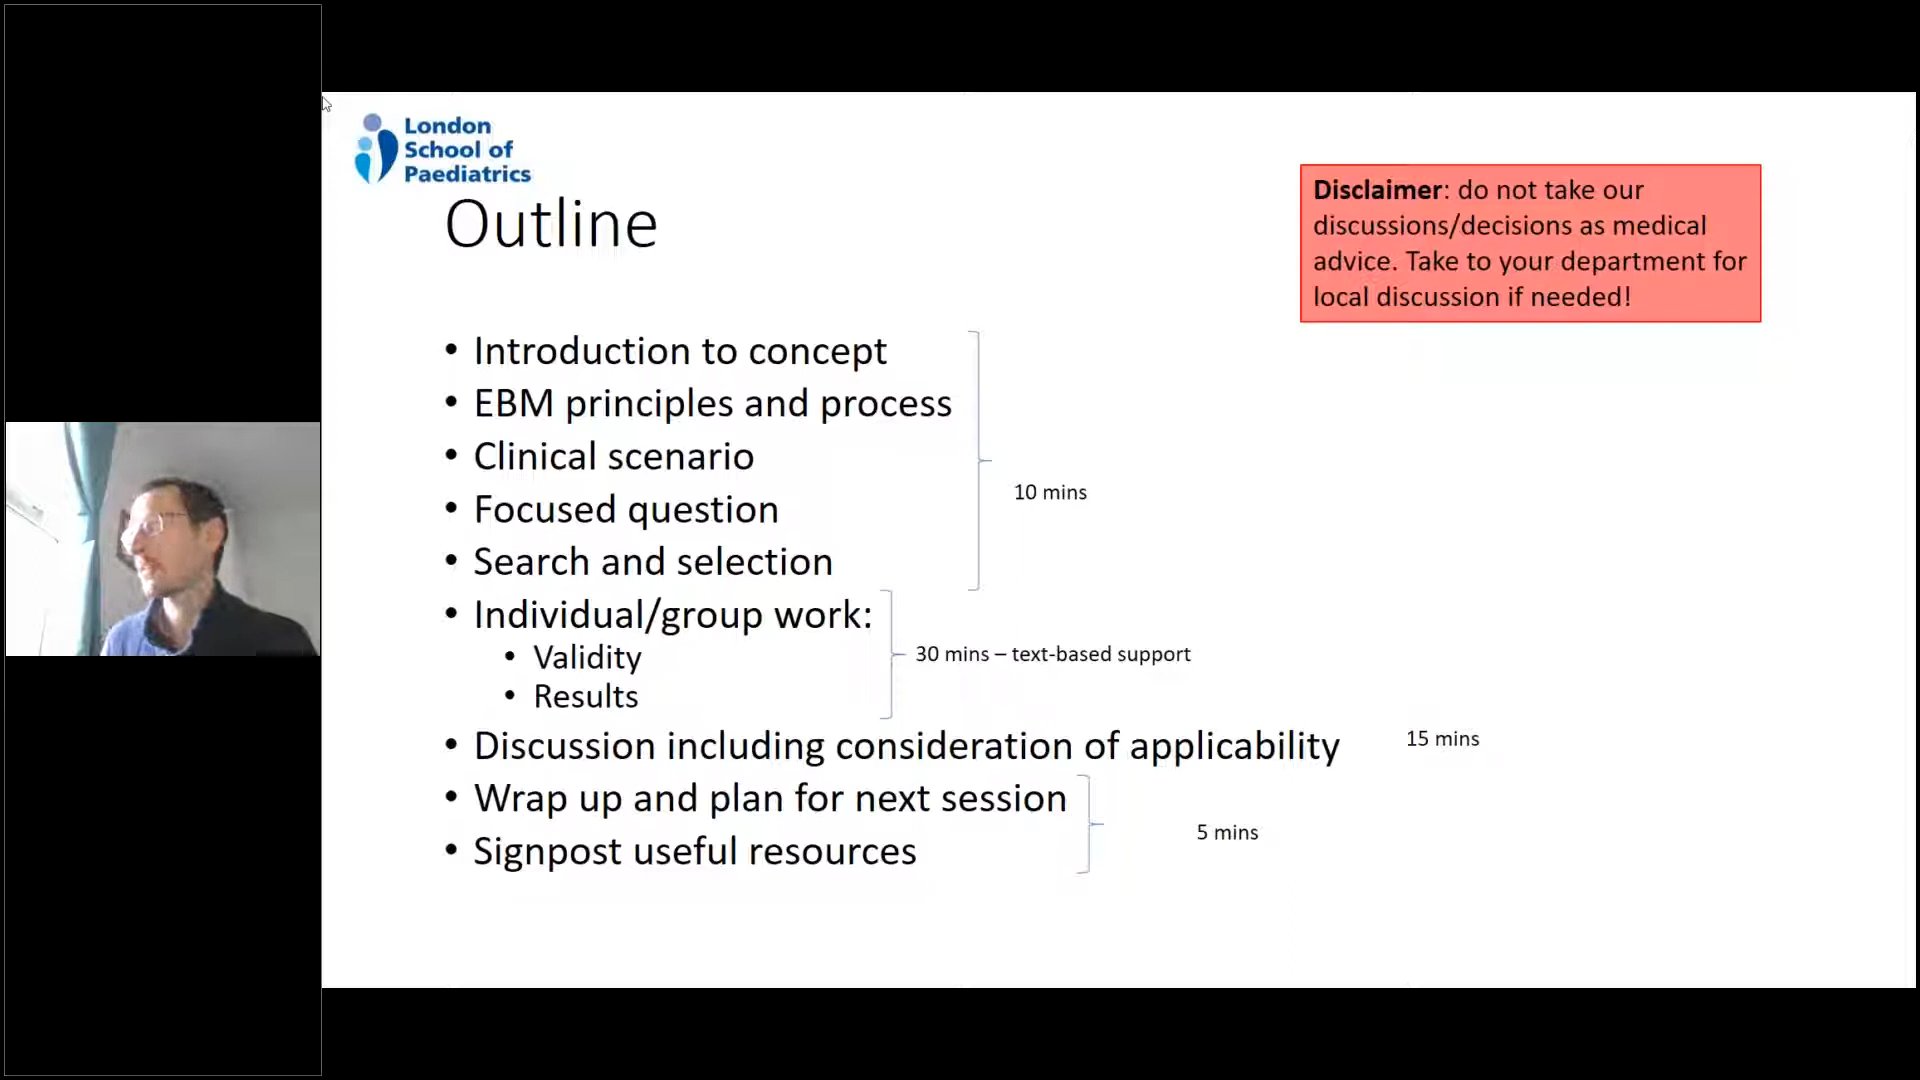 London
School of
Paediatrics
Outline
Disclaimer: do not take our
discussions/decisions as medical
advice. Take to your department for
local discussion if needed!
• Introduction to concept
• EBM principles and process
• Clinical scenario
• Focused question
• Search and selection
10 mins
• Individual/group work:
• Validity
• Results
30 mins – text-based support
• Discussion including consideration of applicability
15 mins
• Wrap up and plan for next session
• Signpost useful resources
5 mins